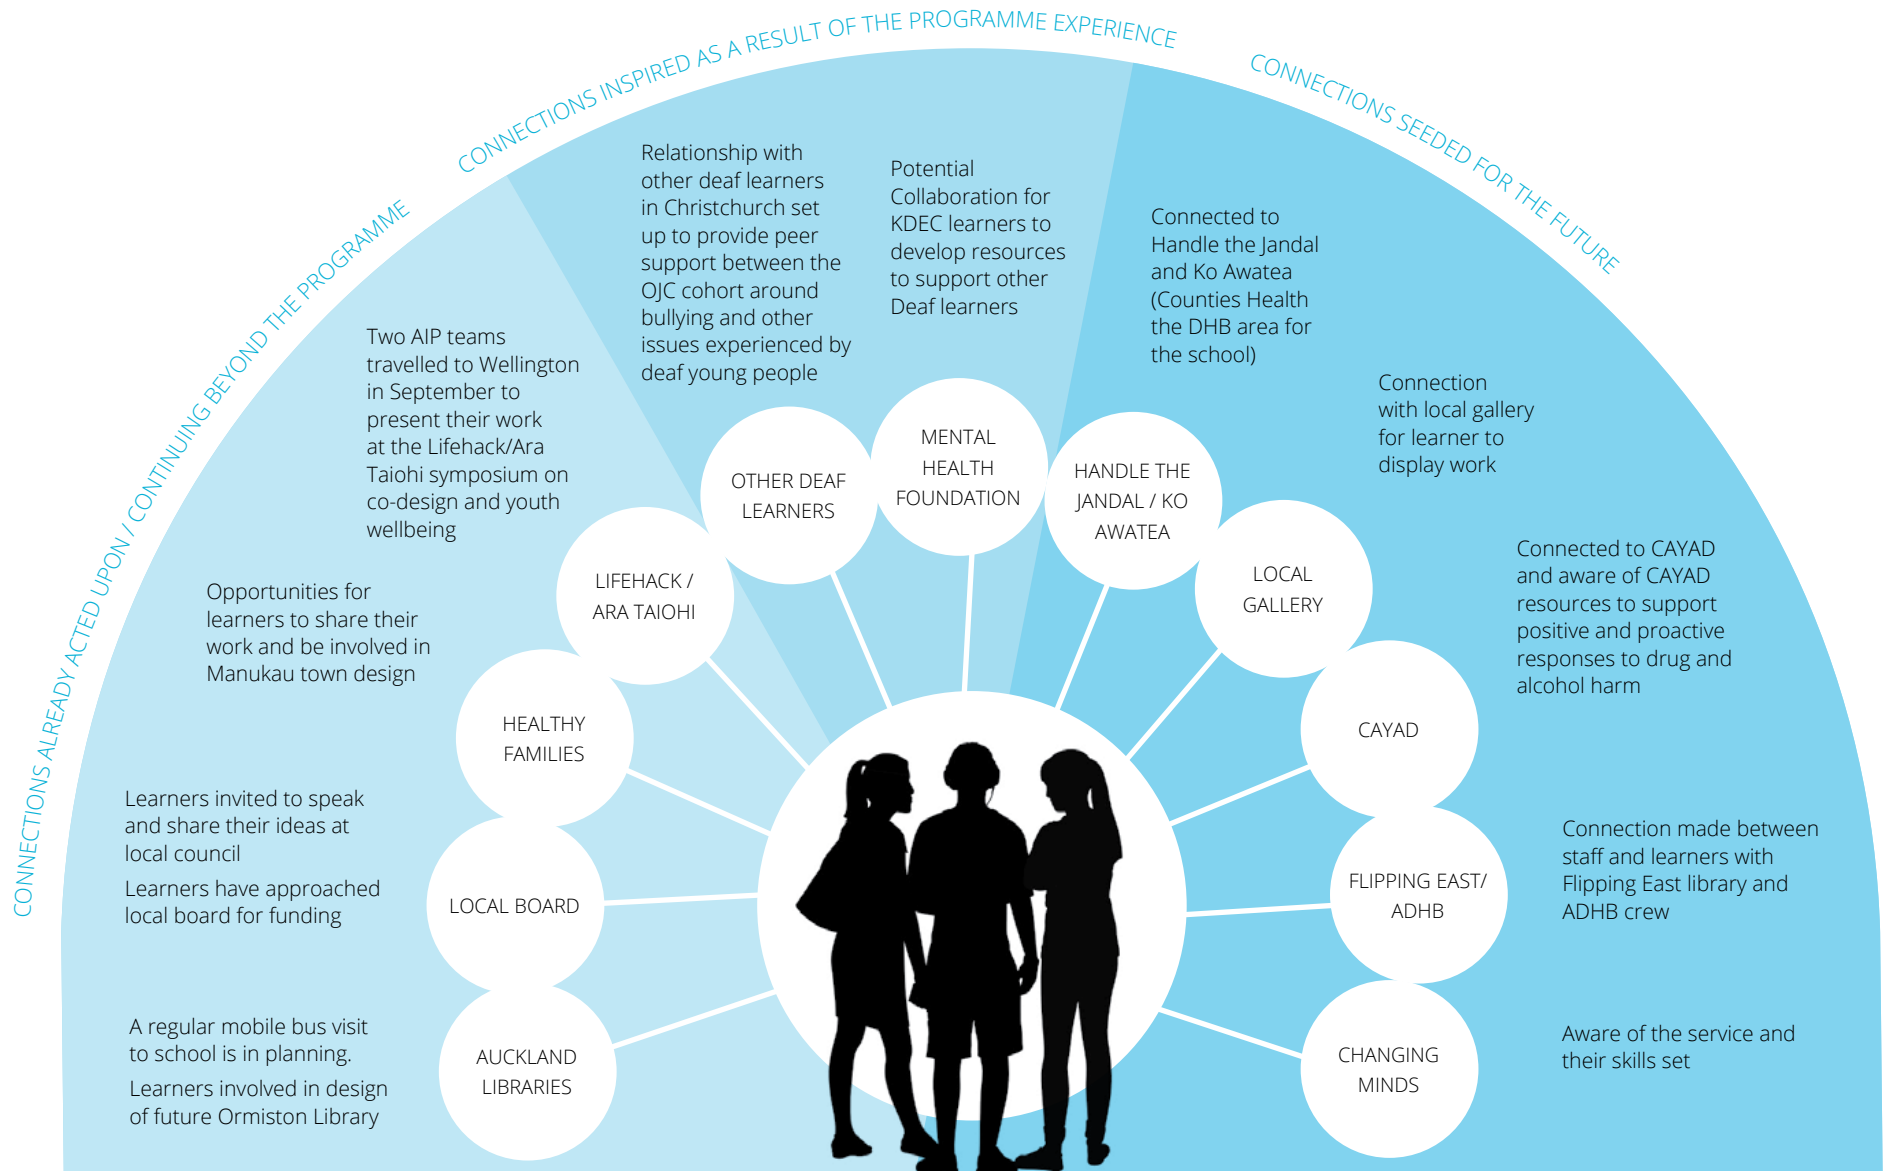 CONNECTIONS ALREADY ACTED UPON / CONTINUING BEYOND THE PROGRAMME
CONNECTIONS INSPIRED AS A RESULT OF THE PROGRAMME EXPERIENCE
CONNECTIONS SEEDED FOR THE FUTURE
A regular mobile bus visit
to school is in planning.
Learners involved in design
of future Ormiston Library
AUCKLAND
LIBRARIES
Learners invited to speak
and share their ideas at
local council
Learners have approached
local board for funding
LOCAL BOARD
Opportunities for
learners to share their
work and be involved in
Manukau town design
HEALTHY
FAMILIES
Two AIP teams
travelled to Wellington
in September to
present their work
at the Lifehack/Ara
Taiohi symposium on
co-design and youth
wellbeing
LIFEHACK /
ARA TAIOHI
Relationship with
other deaf learners
in Christchurch set
up to provide peer
support between the
OJC cohort around
bullying and other
issues experienced by
deaf young people
OTHER DEAF
LEARNERS
Potential
Collaboration for
KDEC learners to
develop resources
to support other
Deaf learners
MENTAL
HEALTH
FOUNDATION
Connected to
Handle the Jandal
and Ko Awatea
(Counties Health
the DHB area for
the school)
HANDLE THE
JANDAL / KO
AWATEA
Connection
with local gallery
for learner to
display work
LOCAL
GALLERY
Connected to CAYAD
and aware of CAYAD
resources to support
positive and proactive
responses to drug and
alcohol harm
CAYAD
Connection made between
staff and learners with
Flipping East library and
ADHB crew
FLIPPING EAST/
ADHB
Aware of the service and
their skills set
CHANGING
MINDS